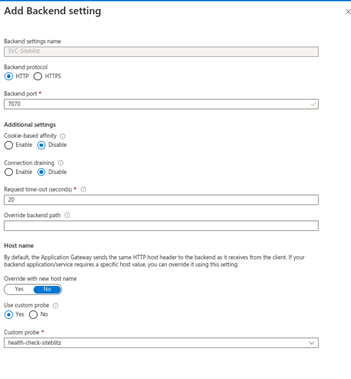 Add Backend setting
Backend settings name
SVC-Siteblitz
Backend protocol
HTTP HTTPS
Backend port *
7070
Additional settings
Cookie-based affinity
Enable Disable
Connection draining
Enable Disable
Request time-out (seconds) *
20
Override backend path
Host name
By default, the Application Gateway sends the same HTTP host header to the backend as it receives from the client. If your
backend application/service requires a specific host value, you can override it using this setting.
Override with new host name
Yes No
Use custom probe
Yes No
Custom probe *
health-check-siteblitz